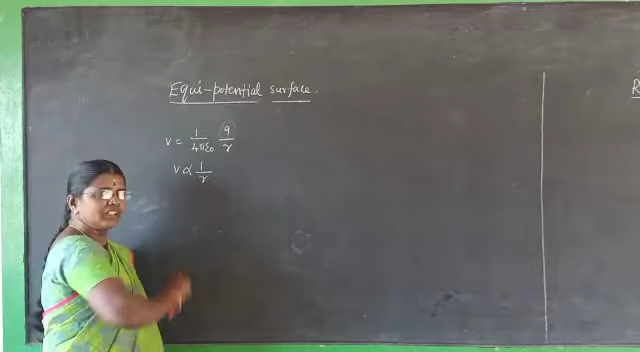 Equi-potential surface.
V = 1/4πε₀ q/r
V ∝ 1/r
R